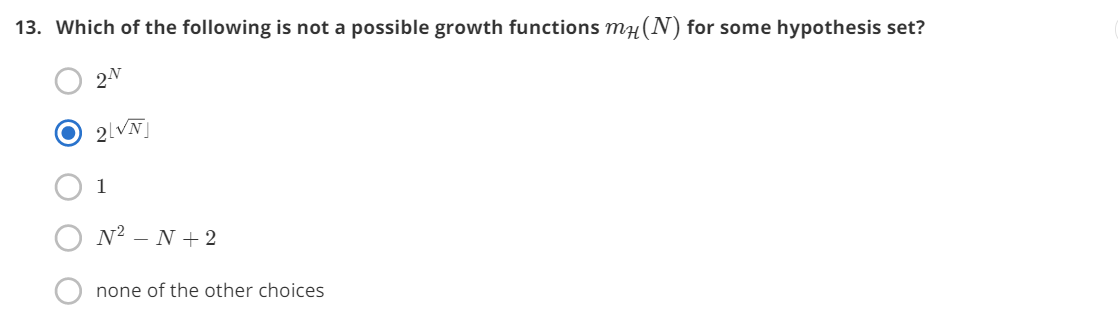 13. Which of the following is not a possible growth functions $m_{\mathcal{H}}(N)$ for some hypothesis set?
$2^N$
$2^{\lfloor \sqrt{N} \rfloor}$
1
$N^2 - N + 2$
none of the other choices